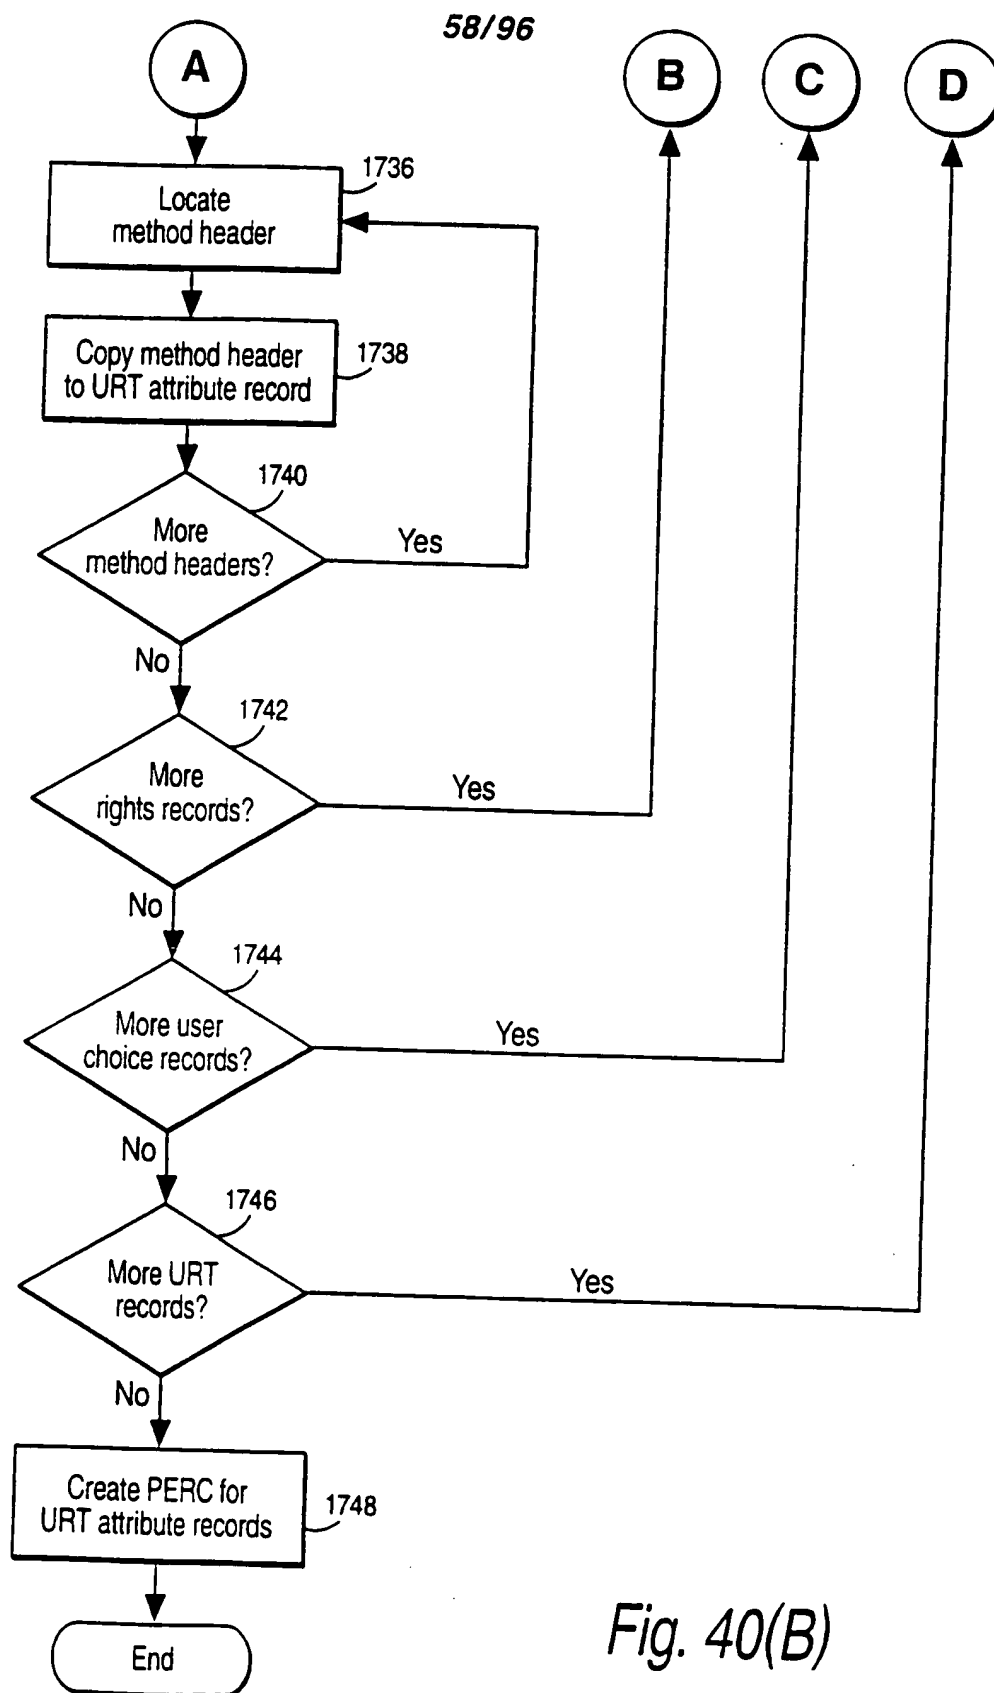 58/96
A
B
C
D
1736
Locate
method header
Copy method header
to URT attribute record
1738
1740
More
method headers?
Yes
No
1742
More
rights records?
Yes
No
1744
More user
choice records?
Yes
No
1746
More URT
records?
Yes
No
Create PERC for
URT attribute records
1748
End
Fig. 40(B)